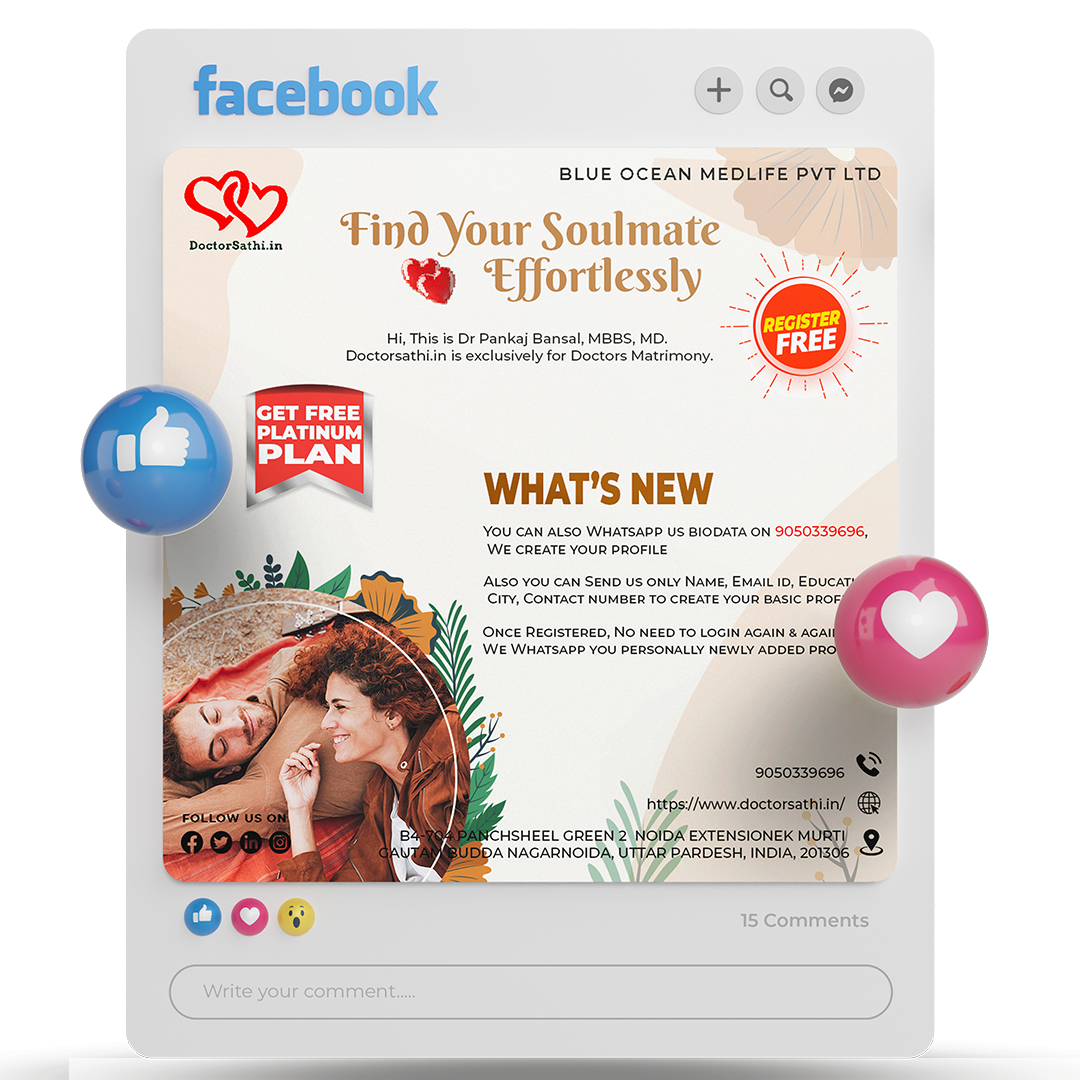 facebook
BLUE OCEAN MEDLIFE PVT LTD
DoctorSathi.in
Find Your Soulmate
Effortlessly
REGISTER
FREE
Hi, This is Dr Pankaj Bansal, MBBS, MD.
Doctorsathi.in is exclusively for Doctors Matrimony.
GET FREE
PLATINUM
PLAN
WHAT'S NEW
You can also Whatsapp us biodata on 9050339696,
We create your profile
Also you can Send us only Name, Email id,
City, Contact number to create your basic
Once Registered, No need to login again &
We Whatsapp you personally newly added
9050339696
https://www.doctorsathi.in/
FOLLOW US ON
B4-704 PANCHSHEEL GREEN 2 NOIDA EXTENSIONEK MURTI
GAUTAM BUDDA NAGARNOIDA, UTTAR PARDESH, INDIA, 201306
15 Comments
Write your comment.....